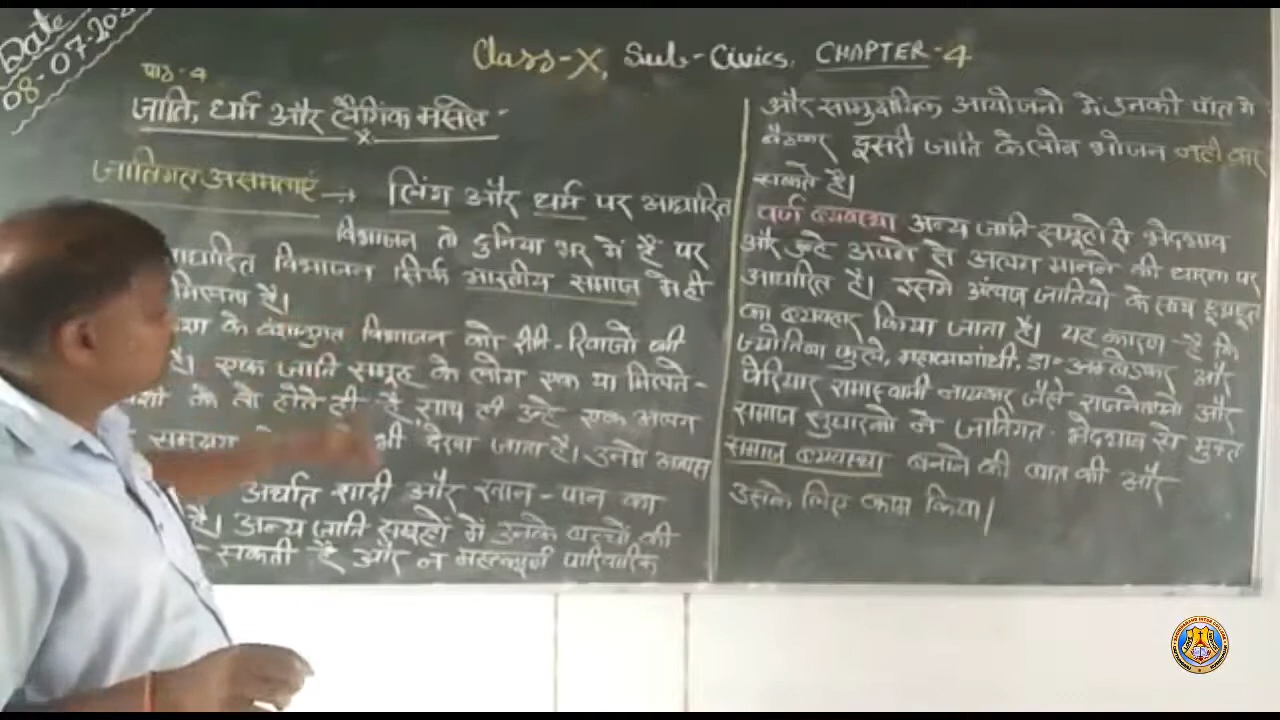 Date
08-07-202
Class-X, Sub-Civics, CHAPTER-4
पाठ-4
जाति, धर्म और लैंगिक मसले-
जातिगत असमताएं → लिंग और धर्म पर आधारित
विभाजन तो दुनिया भर में हैं पर
आधारित विभाजन सिर्फ भारतीय समाज में ही
मिलता है।
के वंशानुगत विभाजन को रीति-रिवाजों की
है। एक जाति समूह के लोग एक या मिलते-
के तो होते ही हैं, साथ ही उन्हें एक अलग
भी देखा जाता है। उनमें आपस
अर्थात शादी और खान-पान का
है। अन्य जाति समूहों में उनके बच्चों की
सकती है और न महत्वपूर्ण पारिवारिक
और सामुदायिक आयोजनों में उनकी पाँत में
बैठकर दूसरी जाति के लोग भोजन नहीं कर
सकते है।
वर्ण व्यवस्था अन्य जाति समूहों से भेदभाव
और उन्हें अपने से अलग मानने की धारणा पर
आधारित है। इसमें अंत्यज जातियों के साथ छुआछूत
का व्यवहार किया जाता है। यह कारण है कि
ज्योतिबा फुले, महात्मागांधी, डा० अम्बेडकर और
पेरियार रामास्वामी नायकर जैसे राजनेताओं और
समाज सुधारकों ने जातिगत भेदभाव से मुक्त
समाज व्यवस्था बनाने की बात की और
उसके लिए काम किया।